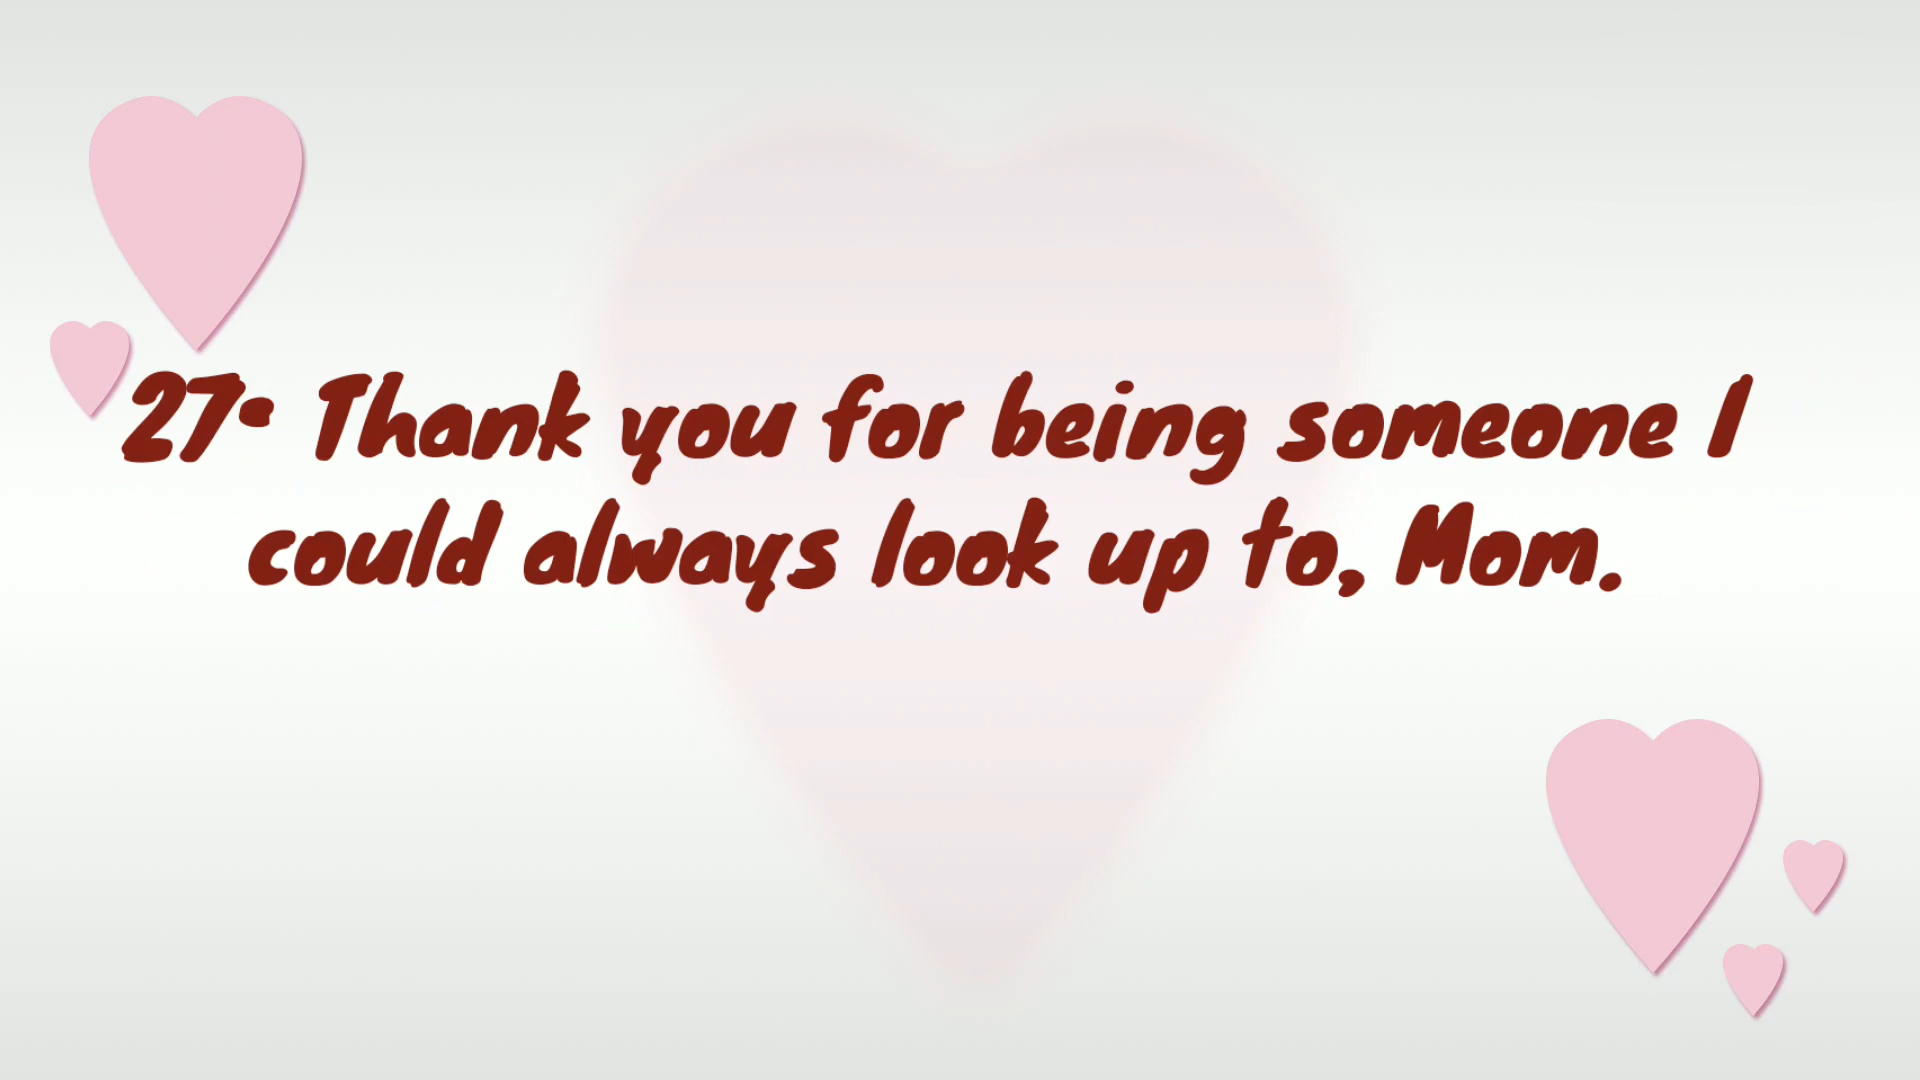 27• Thank you for being someone I
could always look up to, Mom.